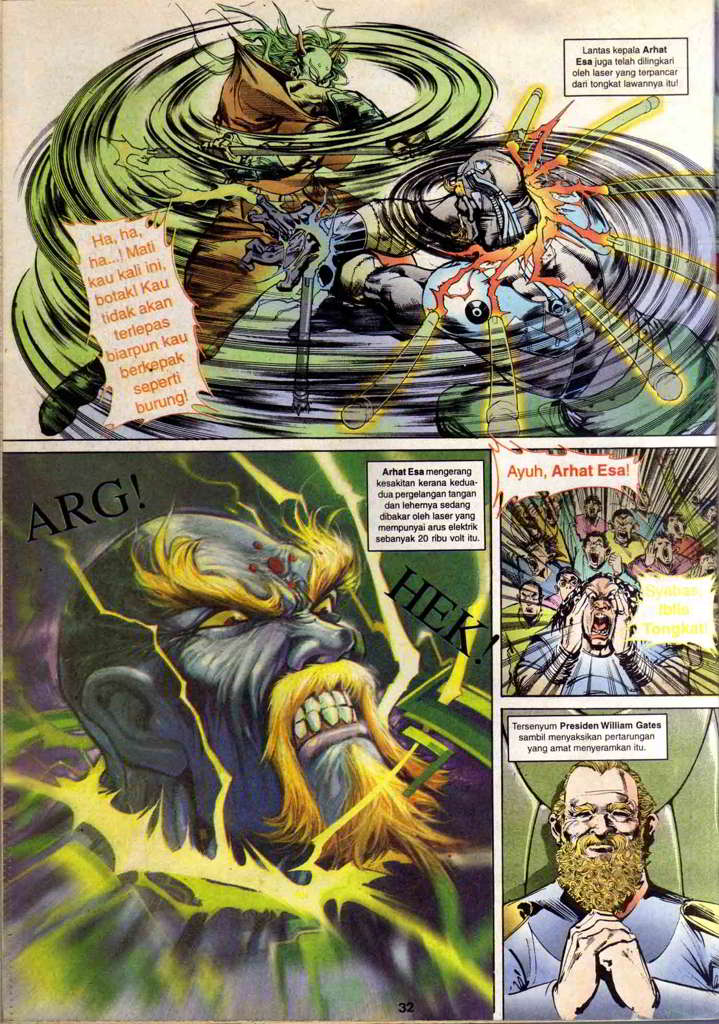 Lantas kepala Arhat
Esa juga telah dilingkari
oleh laser yang terpancar
dari tongkat lawannya itu!
Ha, ha,
ha...! Mati
kau kali ini,
botak! Kau
tidak akan
terlepas
biarpun kau
berkepak
seperti
burung!
8
ARG!
Arhat Esa mengerang
kesakitan kerana kedua-
dua pergelangan tangan
dan lehernya sedang
dibakar oleh laser yang
mempunyai arus elektrik
sebanyak 20 ribu volt itu.
HEK!
Ayuh, Arhat Esa!
Syabas,
Iblis
Tongkat!
Tersenyum Presiden William Gates
sambil menyaksikan pertarungan
yang amat menyeramkan itu.
32